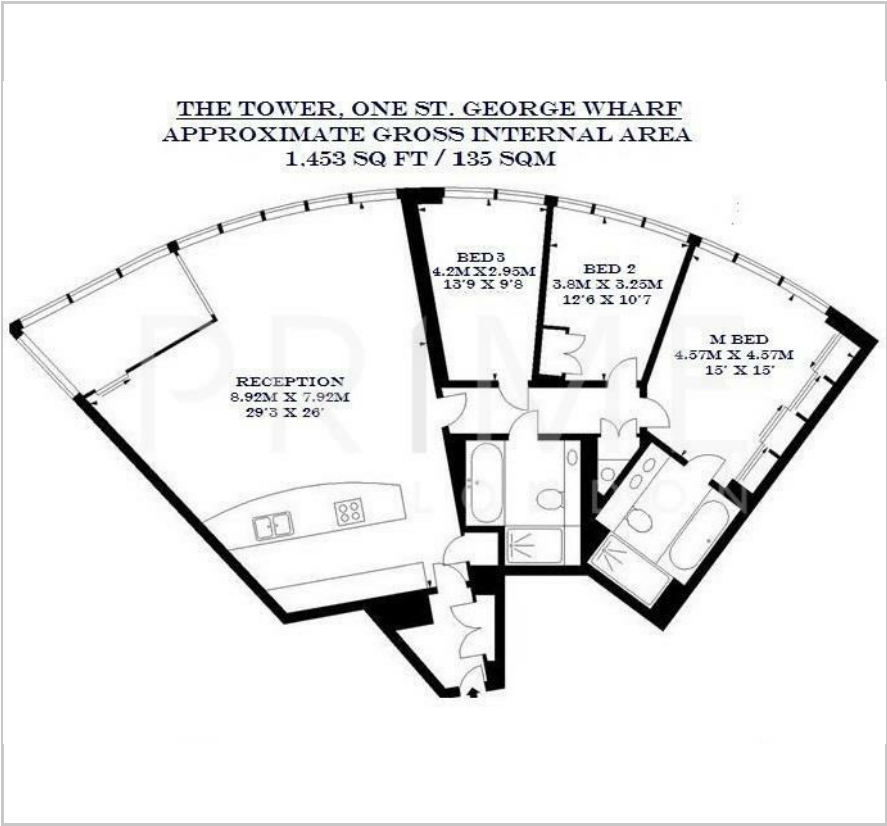 THE TOWER, ONE ST. GEORGE WHARF
APPROXIMATE GROSS INTERNAL AREA
1,453 SQ FT / 135 SQM
BED 3
4.2M X 2.95M
13'9 X 9'8
BED 2
3.8M X 3.25M
12'6 X 10'7
M BED
4.57M X 4.57M
15' X 15'
RECEPTION
8.92M X 7.92M
29'3 X 26'
PRIME
LONDON